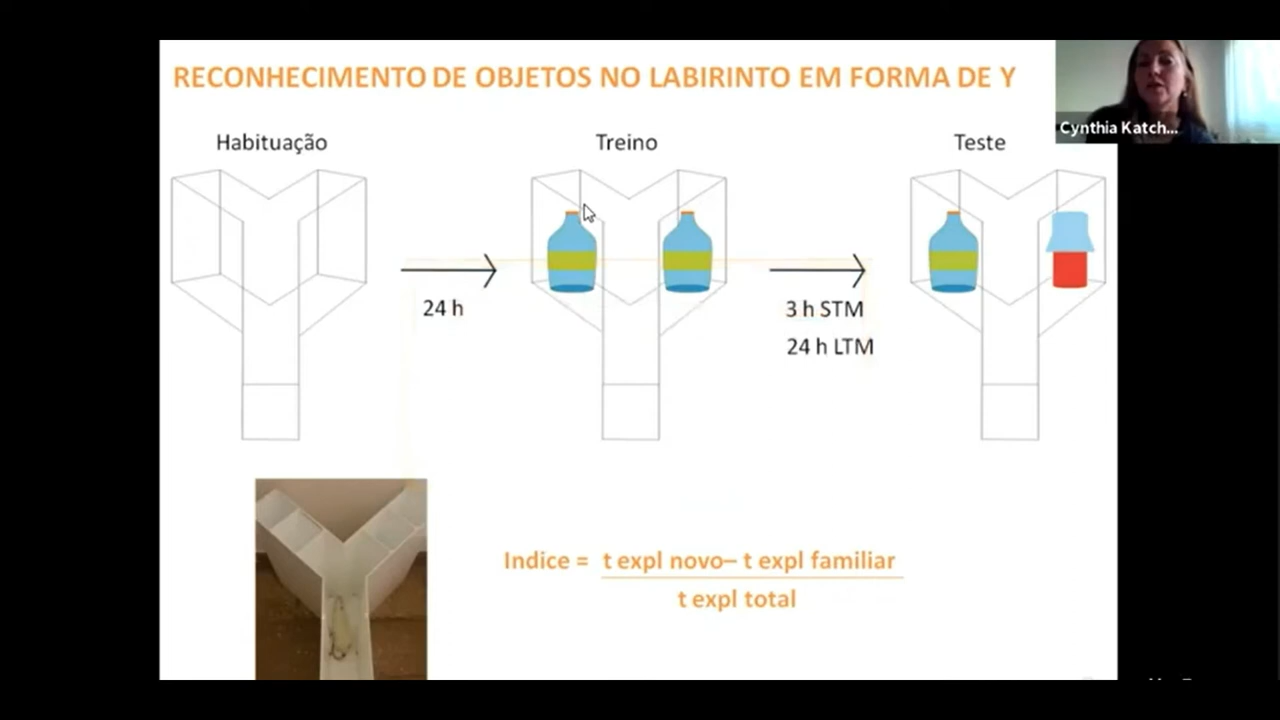 RECONHECIMENTO DE OBJETOS NO LABIRINTO EM FORMA DE Y
Cynthia Katch...
Habituação
Treino
Teste
24 h
3 h STM
24 h LTM
Indice = t expl novo– t expl familiar
t expl total